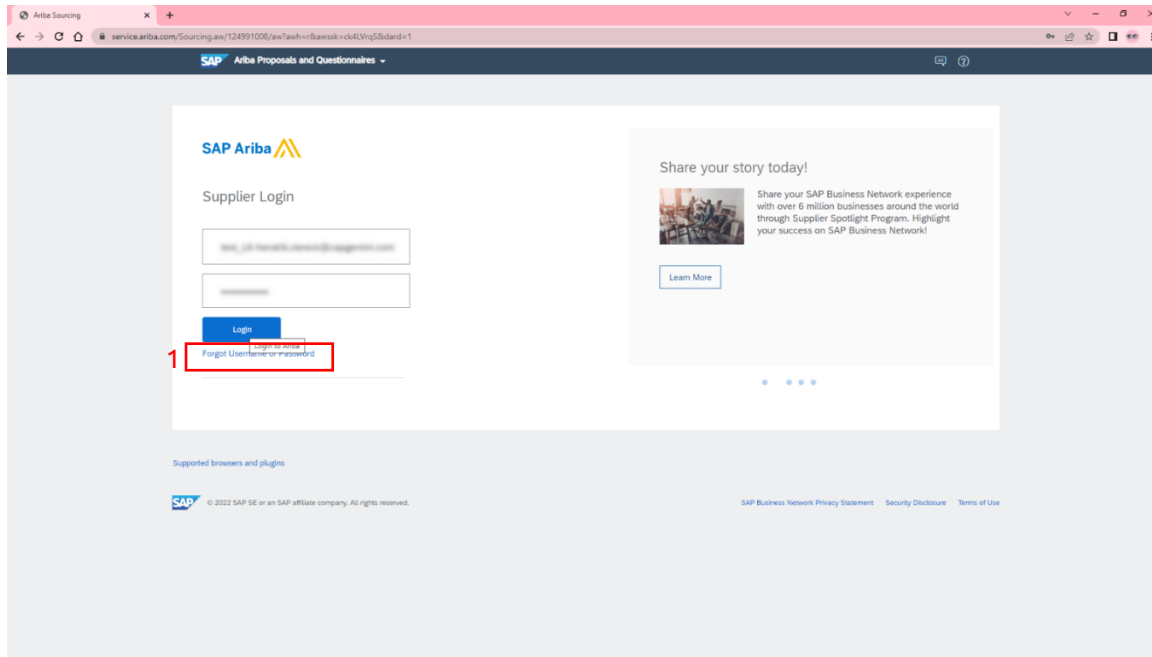 Ariba Sourcing
service.ariba.com/Sourcing.aw/124991008/aw?awh=r&awssk=ck4LVrqS&dard=1
SAP Ariba Proposals and Questionnaires
SAP Ariba
Supplier Login
Login
Login to Ariba
1
Forgot Username or Password
Share your story today!
Share your SAP Business Network experience
with over 6 million businesses around the world
through Supplier Spotlight Program. Highlight
your success on SAP Business Network!
Learn More
Supported browsers and plugins
SAP © 2022 SAP SE or an SAP affiliate company. All rights reserved.
SAP Business Network Privacy Statement Security Disclosure Terms of Use